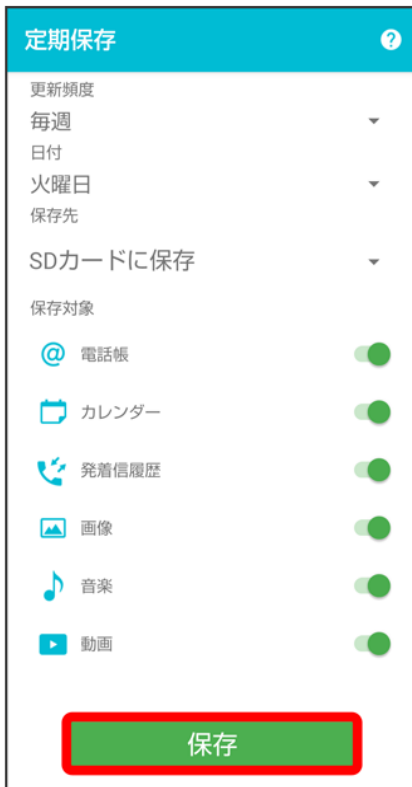 定期保存
更新頻度
毎週
日付
火曜日
保存先
SDカードに保存
保存対象
電話帳
カレンダー
発着信履歴
画像
音楽
動画
保存